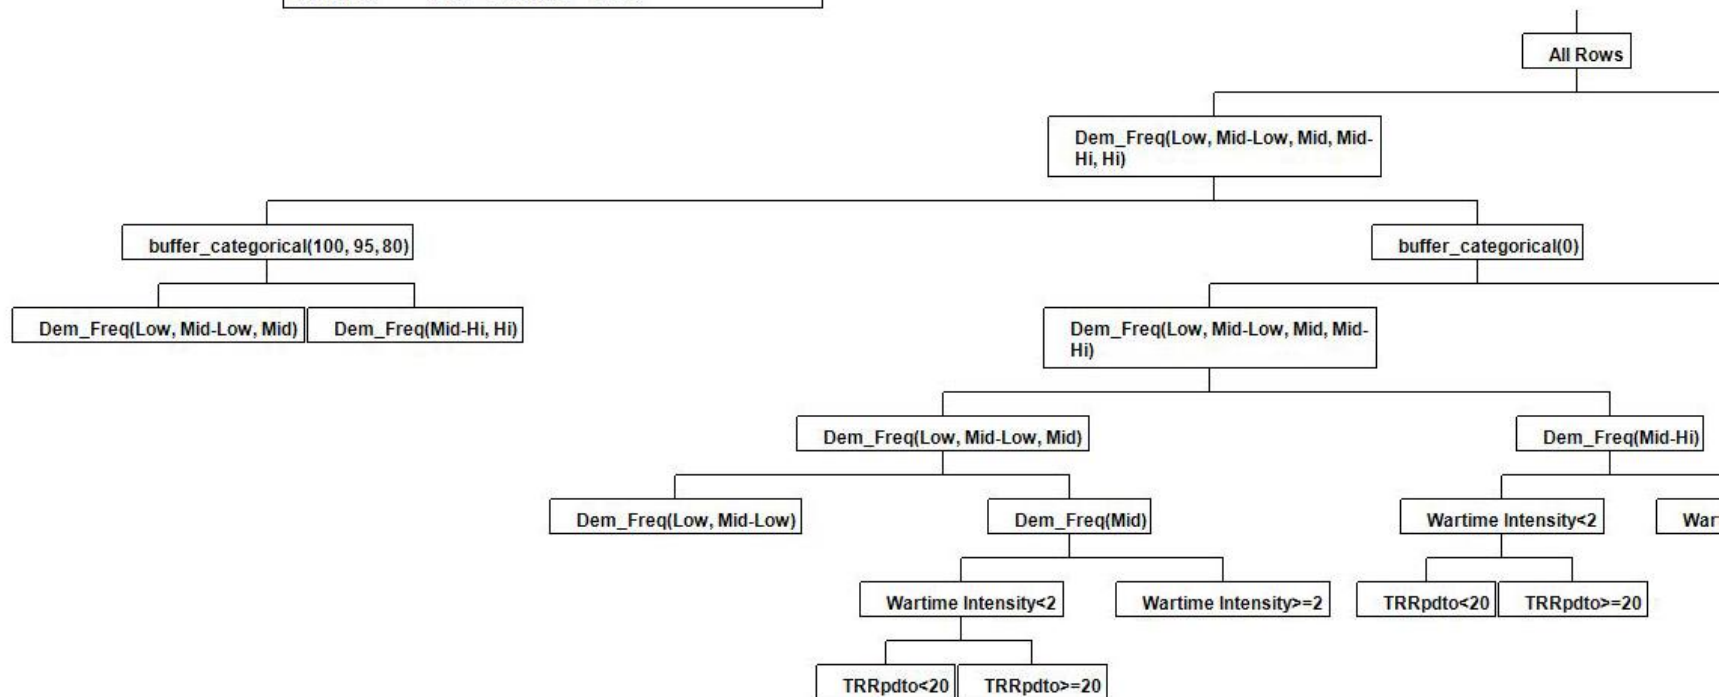 All Rows
Dem_Freq(Low, Mid-Low, Mid, Mid-
Hi, Hi)
buffer_categorical(100, 95, 80)
buffer_categorical(0)
Dem_Freq(Low, Mid-Low, Mid)
Dem_Freq(Mid-Hi, Hi)
Dem_Freq(Low, Mid-Low, Mid, Mid-
Hi)
Dem_Freq(Low, Mid-Low, Mid)
Dem_Freq(Mid-Hi)
Dem_Freq(Low, Mid-Low)
Dem_Freq(Mid)
Wartime Intensity<2
War
Wartime Intensity<2
Wartime Intensity>=2
TRRpdto<20
TRRpdto>=20
TRRpdto<20
TRRpdto>=20